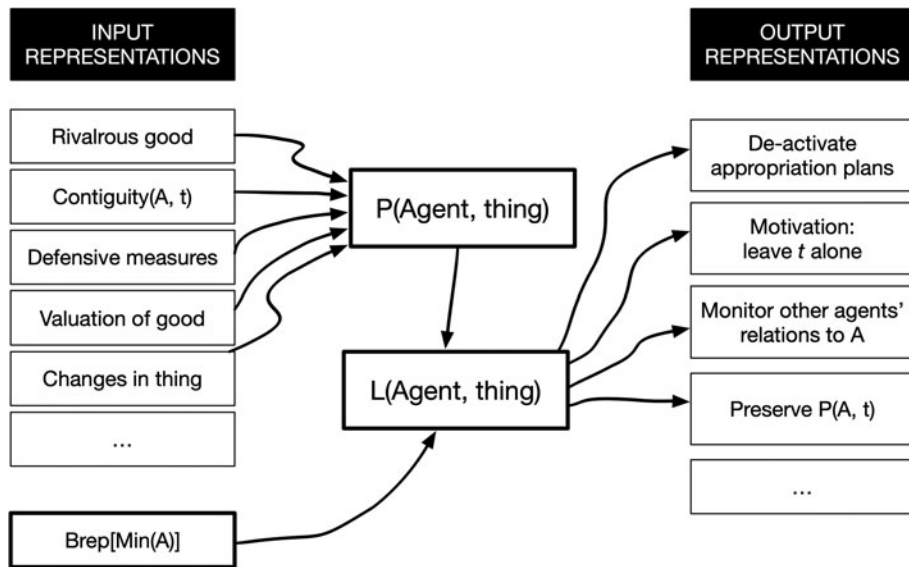 INPUT
REPRESENTATIONS
Rivalrous good
Contiguity(A, t)
Defensive measures
Valuation of good
Changes in thing
...
Brep[Min(A)]
P(Agent, thing)
L(Agent, thing)
OUTPUT
REPRESENTATIONS
De-activate
appropriation plans
Motivation:
leave t alone
Monitor other agents'
relations to A
Preserve P(A, t)
...